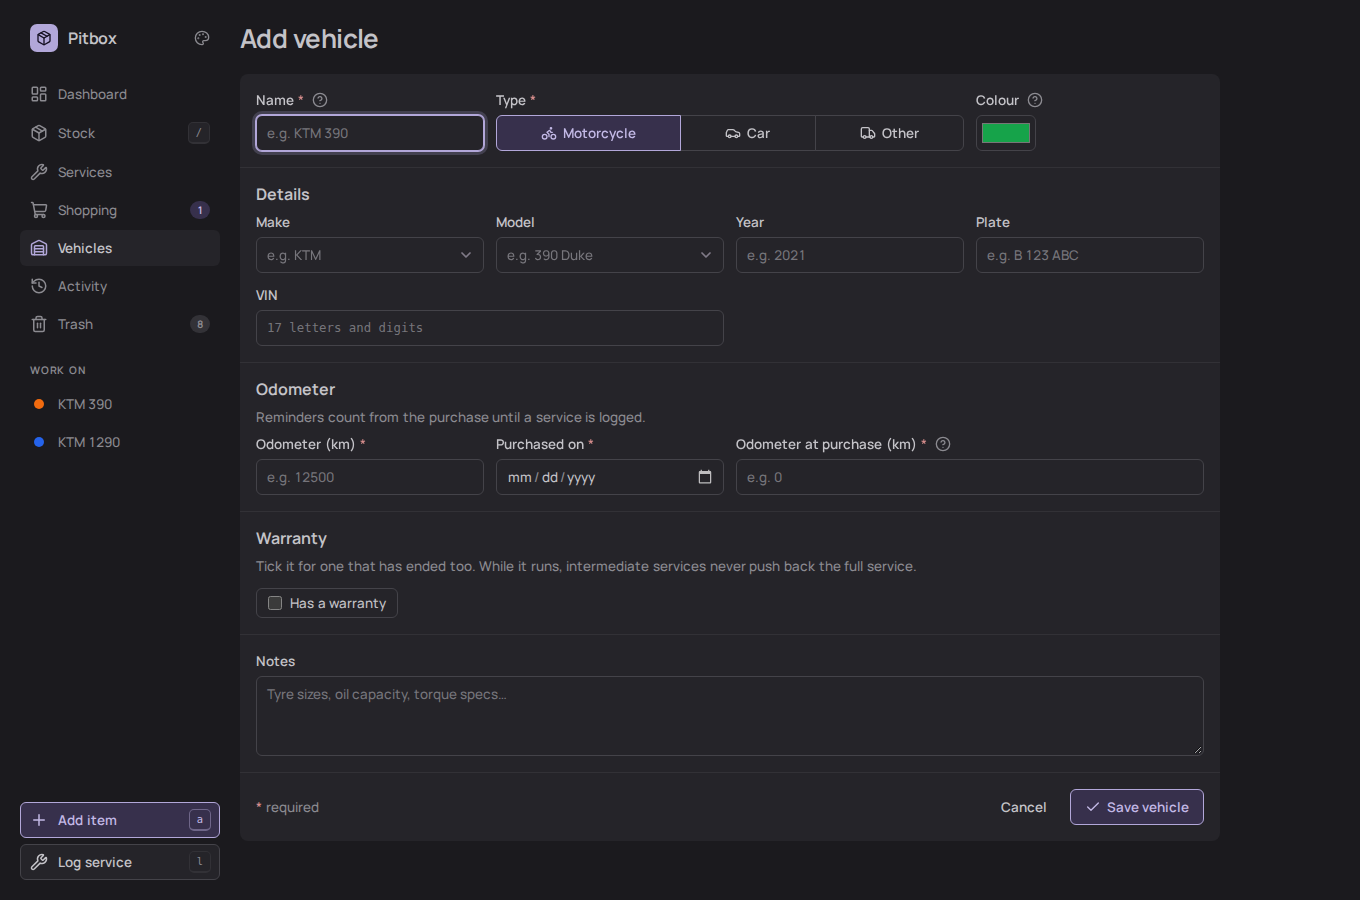 Pitbox
Dashboard
Stock /
Services
Shopping 1
Vehicles
Activity
Trash 8
WORK ON
KTM 390
KTM 1290
Add item a
Log service l
Add vehicle
Name * ? Type * Colour ?
e.g. KTM 390 Motorcycle Car Other
Details
Make Model Year Plate
e.g. KTM e.g. 390 Duke e.g. 2021 e.g. B 123 ABC
VIN
17 letters and digits
Odometer
Reminders count from the purchase until a service is logged.
Odometer (km) * Purchased on * Odometer at purchase (km) * ?
e.g. 12500 mm/dd/yyyy e.g. 0
Warranty
Tick it for one that has ended too. While it runs, intermediate services never push back the full service.
Has a warranty
Notes
Tyre sizes, oil capacity, torque specs…
* required Cancel Save vehicle